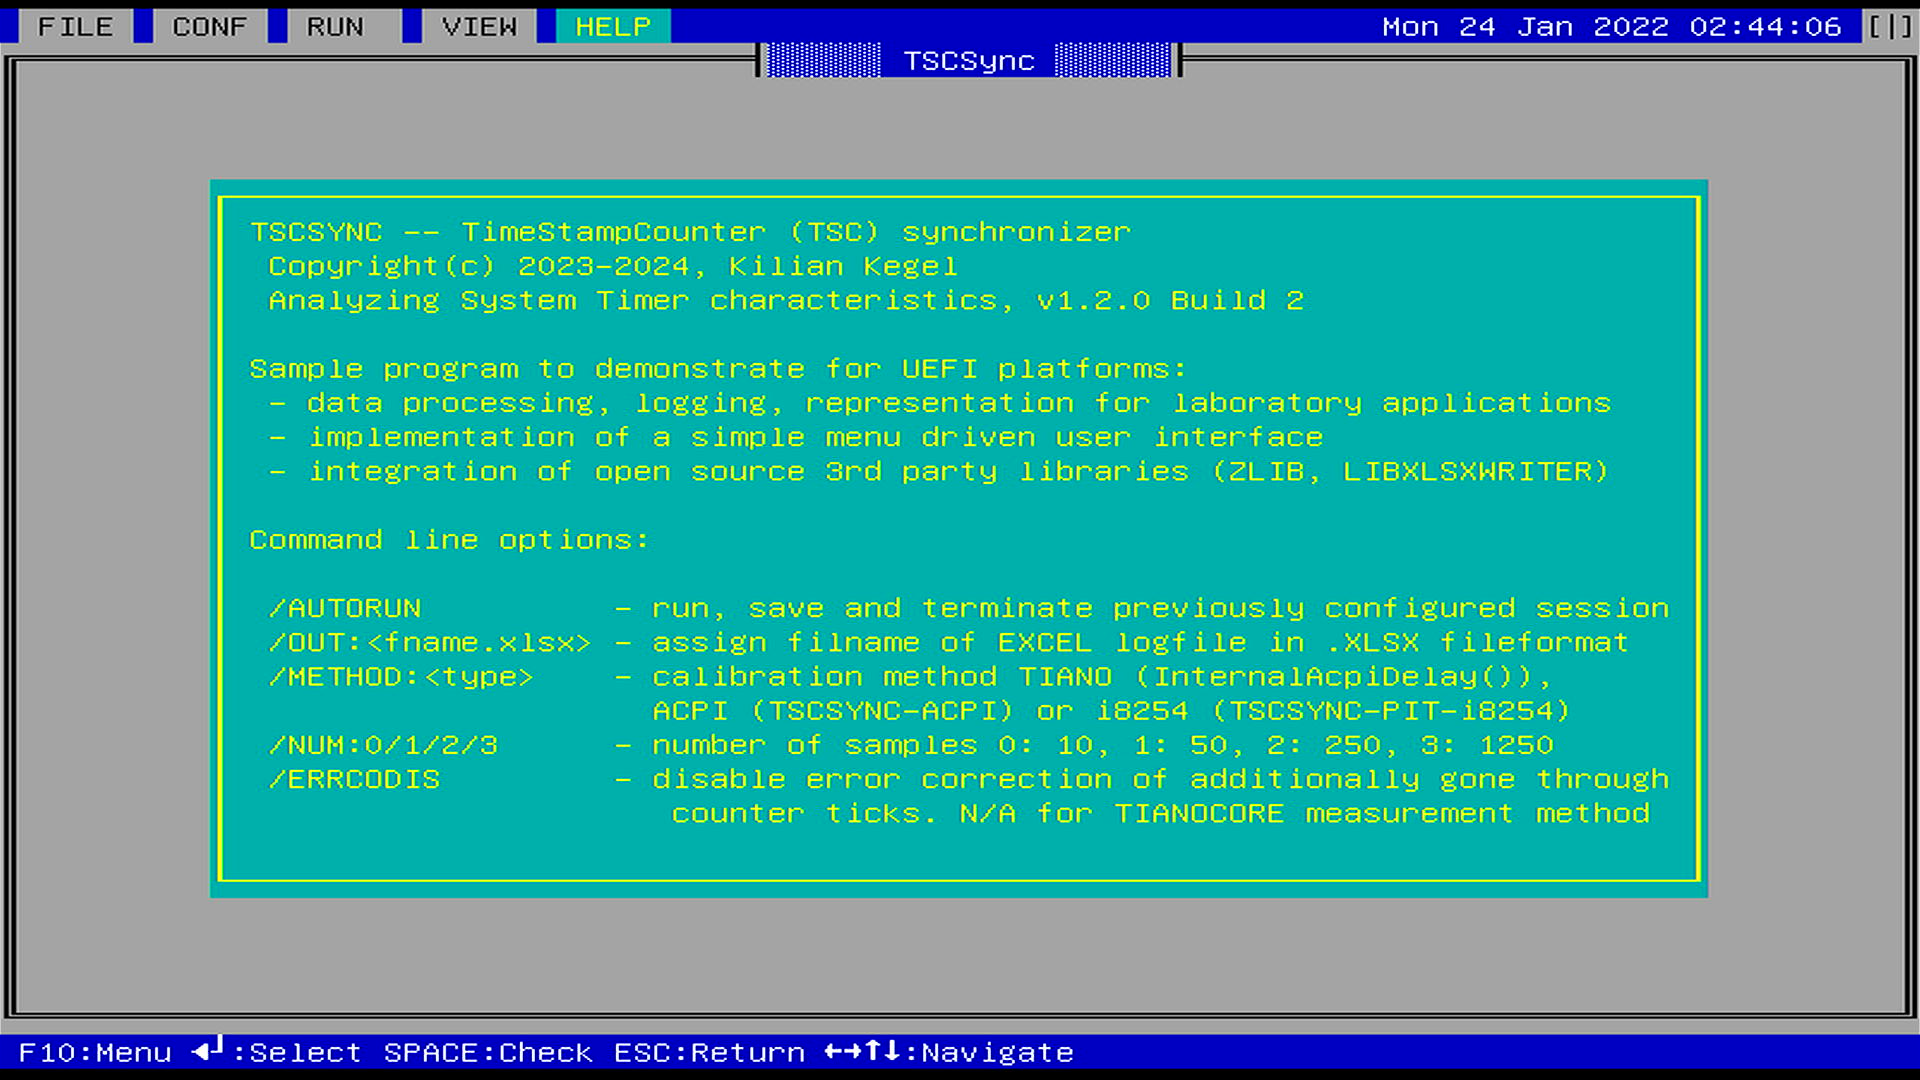 FILE CONF RUN VIEW HELP Mon 24 Jan 2022 02:44:06 [|]
TSCSync
TSCSYNC -- TimeStampCounter (TSC) synchronizer
Copyright(c) 2023-2024, Kilian Kegel
Analyzing System Timer characteristics, v1.2.0 Build 2
Sample program to demonstrate for UEFI platforms:
- data processing, logging, representation for laboratory applications
- implementation of a simple menu driven user interface
- integration of open source 3rd party libraries (ZLIB, LIBXLSXWRITER)
Command line options:
/AUTORUN - run, save and terminate previously configured session
/OUT:<fname.xlsx> - assign filname of EXCEL logfile in .XLSX fileformat
/METHOD:<type> - calibration method TIANO (InternalAcpiDelay()),
ACPI (TSCSYNC-ACPI) or i8254 (TSCSYNC-PIT-i8254)
/NUM:0/1/2/3 - number of samples 0: 10, 1: 50, 2: 250, 3: 1250
/ERRCODIS - disable error correction of additionally gone through
counter ticks. N/A for TIANOCORE measurement method
F10:Menu ◄┘:Select SPACE:Check ESC:Return ←→↑↓:Navigate